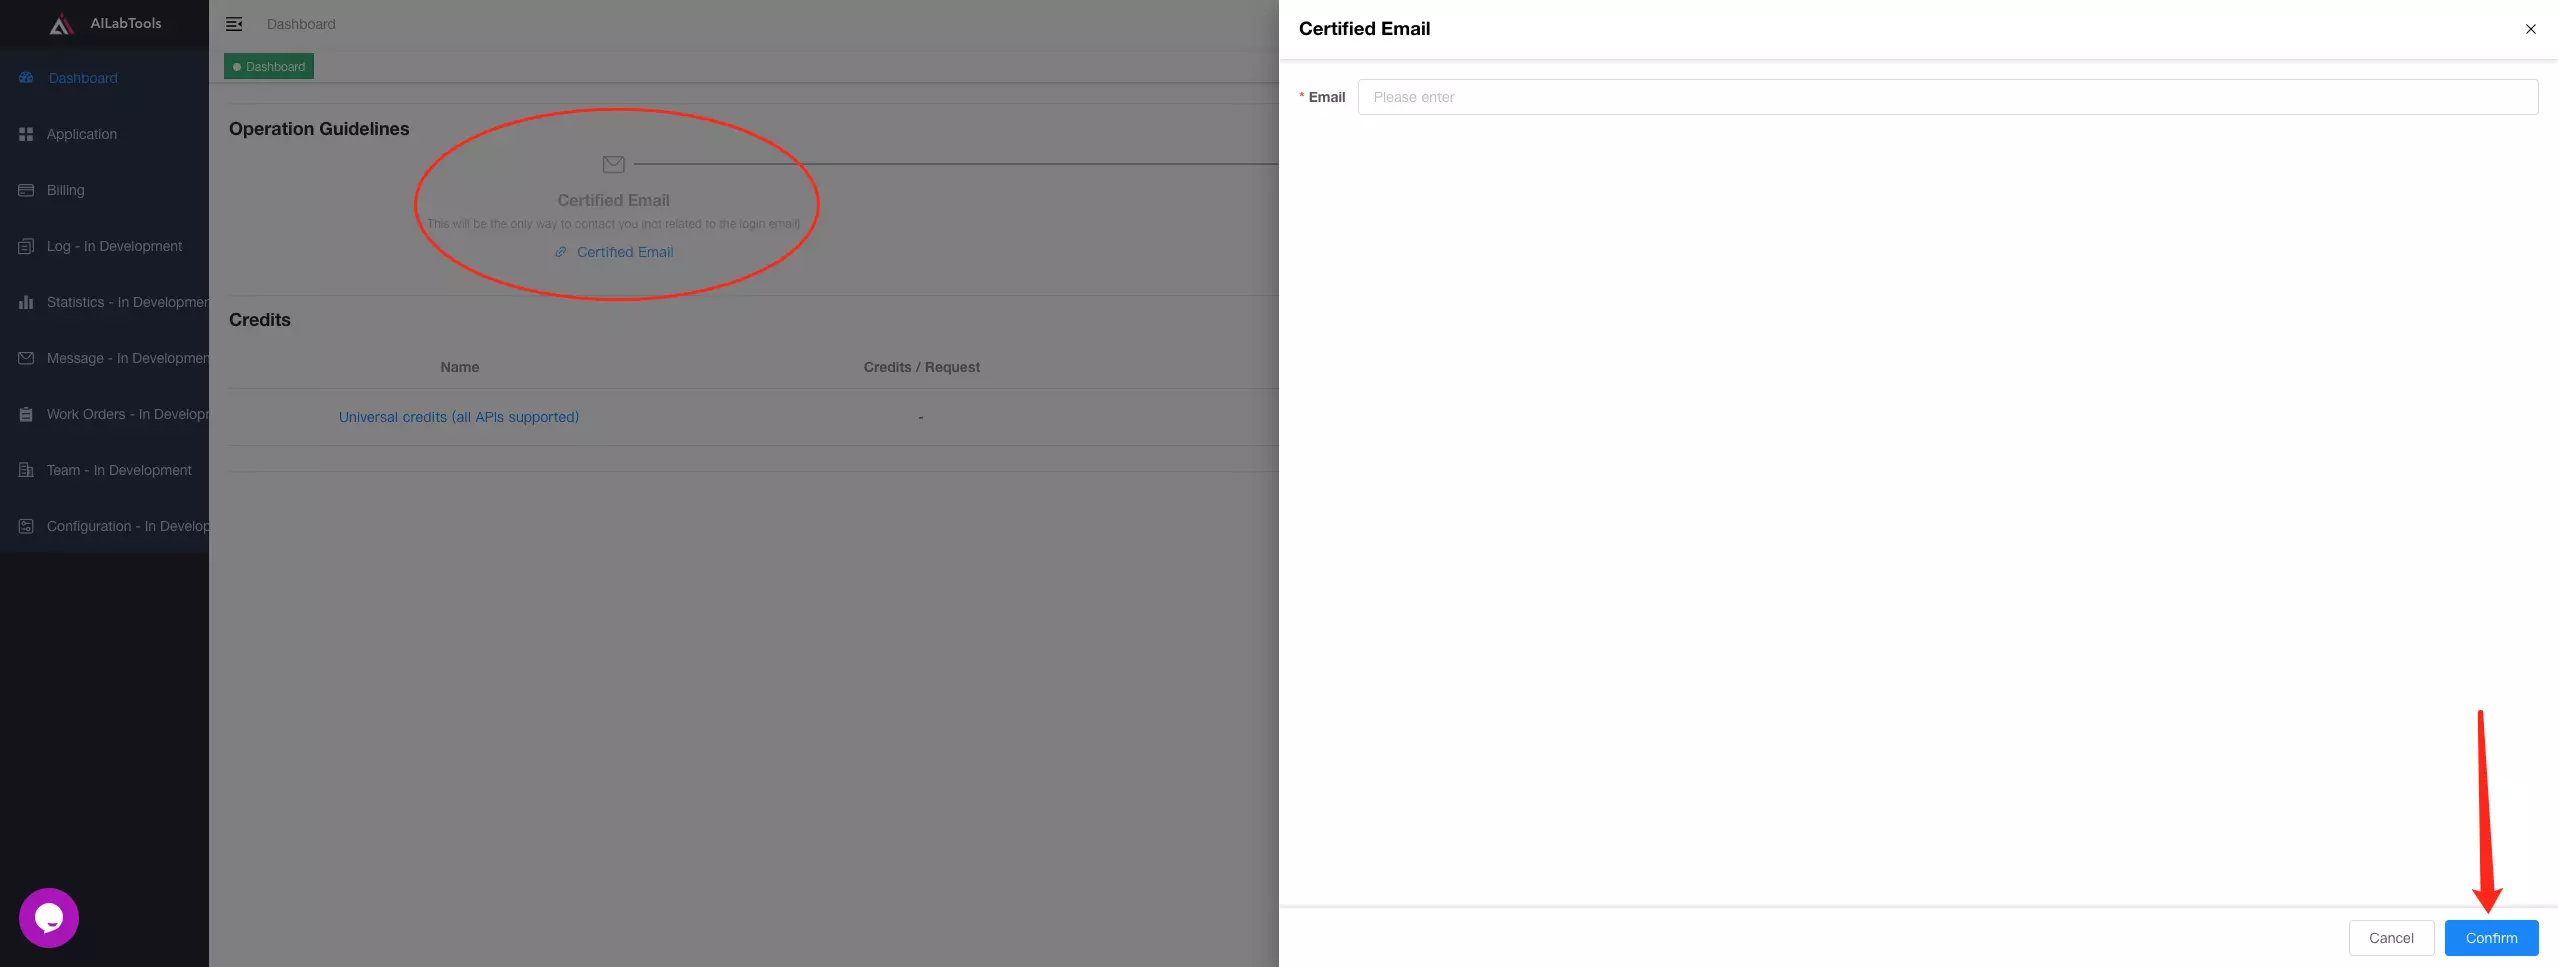 AILabTools
Dashboard
Application
Billing
Log - In Development
Statistics - In Developmen
Message - In Developmen
Work Orders - In Develop
Team - In Development
Configuration - In Develop
Dashboard
Dashboard
Operation Guidelines
Certified Email
This will be the only way to contact you (not related to the login email)
Certified Email
Credits
Name Credits / Request
Universal credits (all APIs supported) -
Certified Email
* Email Please enter
Cancel Confirm